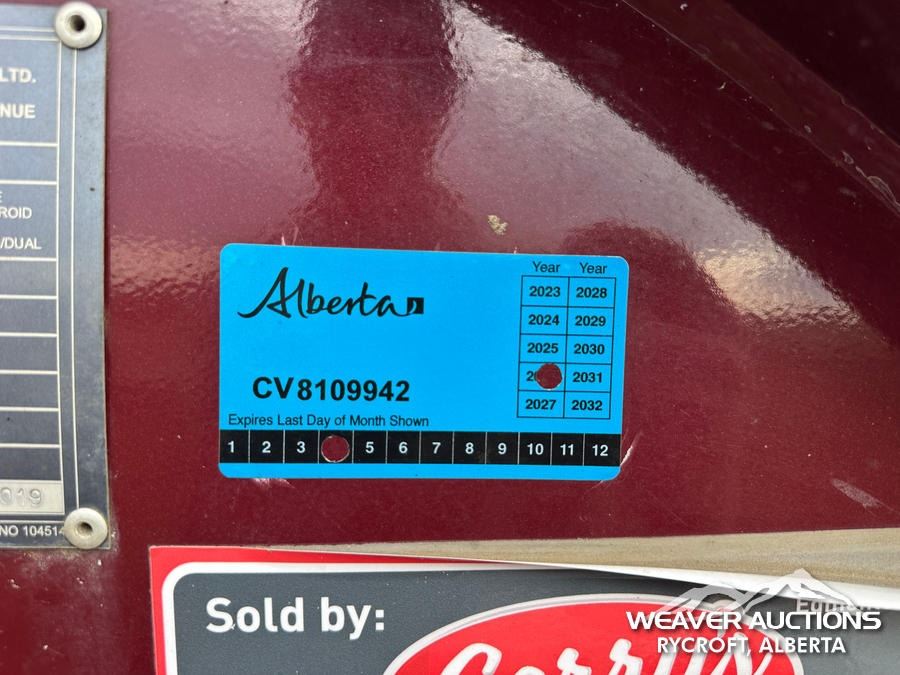 LTD.
NUE
ROID
/DUAL
019
NO 104514
Alberta
CV8109942
Expires Last Day of Month Shown
Year Year
2023 2028
2024 2029
2025 2030
2031
2027 2032
1 2 3 5 6 7 8 9 10 11 12
Sold by:
Gerry's
WEAVER AUCTIONS
RYCROFT, ALBERTA